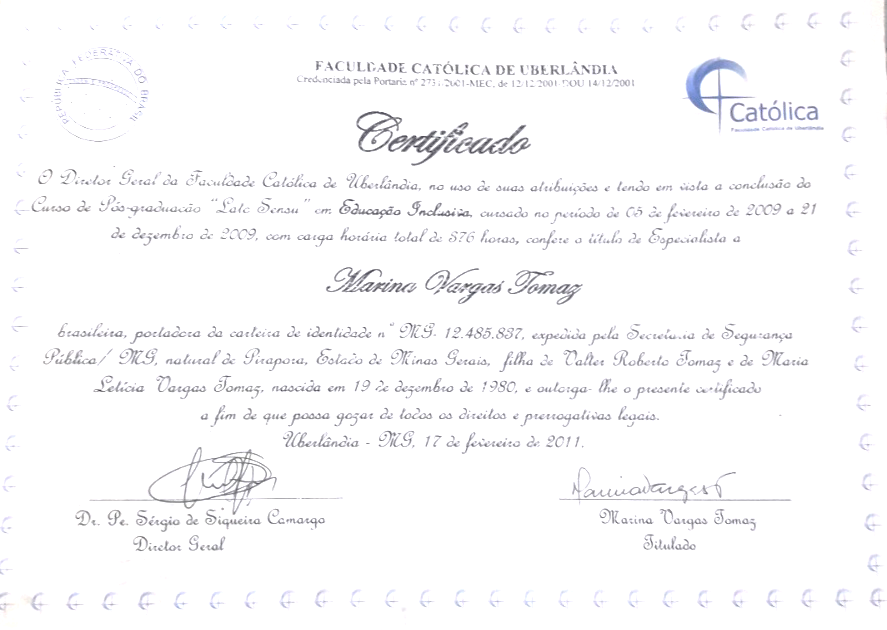 REPÚBLICA FEDERATIVA DO BRASIL
FACULDADE CATÓLICA DE UBERLÂNDIA
Credenciada pela Portaria nº 273 /2001-MEC, de 12/12/2001-DOU 14/12/2001
Católica
Faculdade Católica de Uberlândia
Certificado
O Diretor Geral da Faculdade Católica de Uberlândia, no uso de suas atribuições e tendo em vista a conclusão do
Curso de Pós-graduação "Lato Sensu" em Educação Inclusiva, cursado no período de 05 de fevereiro de 2009 a 21
de dezembro de 2009, com carga horária total de 376 horas, confere o título de Especialista a
Marina Vargas Tomaz
brasileira, portadora da carteira de identidade nº MG- 12.485.837, expedida pela Secretaria de Segurança
Pública/ MG, natural de Pirapora, Estado de Minas Gerais, filha de Valter Roberto Tomaz e de Maria
Letícia Vargas Tomaz, nascida em 19 de dezembro de 1980, e outorga- lhe o presente certificado
a fim de que possa gozar de todos os direitos e prerrogativas legais.
Uberlândia - MG, 17 de fevereiro de 2011.
Marina Vargas T
Dr. Pe. Sérgio de Siqueira Camargo
Marina Vargas Tomaz
Diretor Geral
Titulado